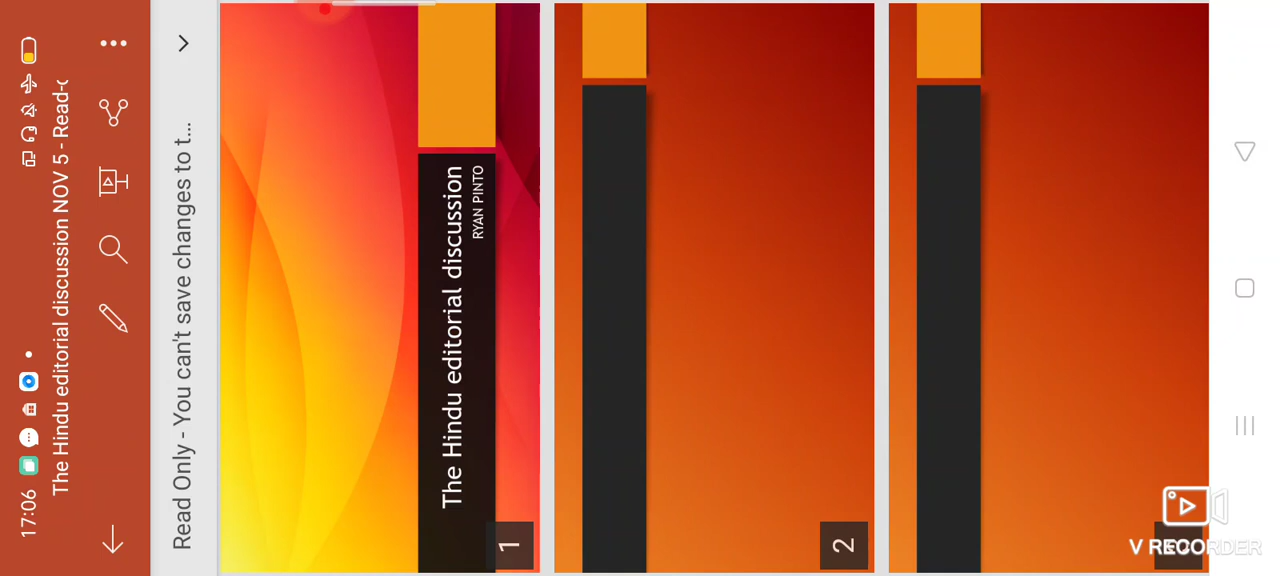 17:06
The Hindu editorial discussion NOV 5 - Read-
Read Only - You can't save changes to t...
The Hindu editorial discussion
RYAN PINTO
1
2
V RECORDER